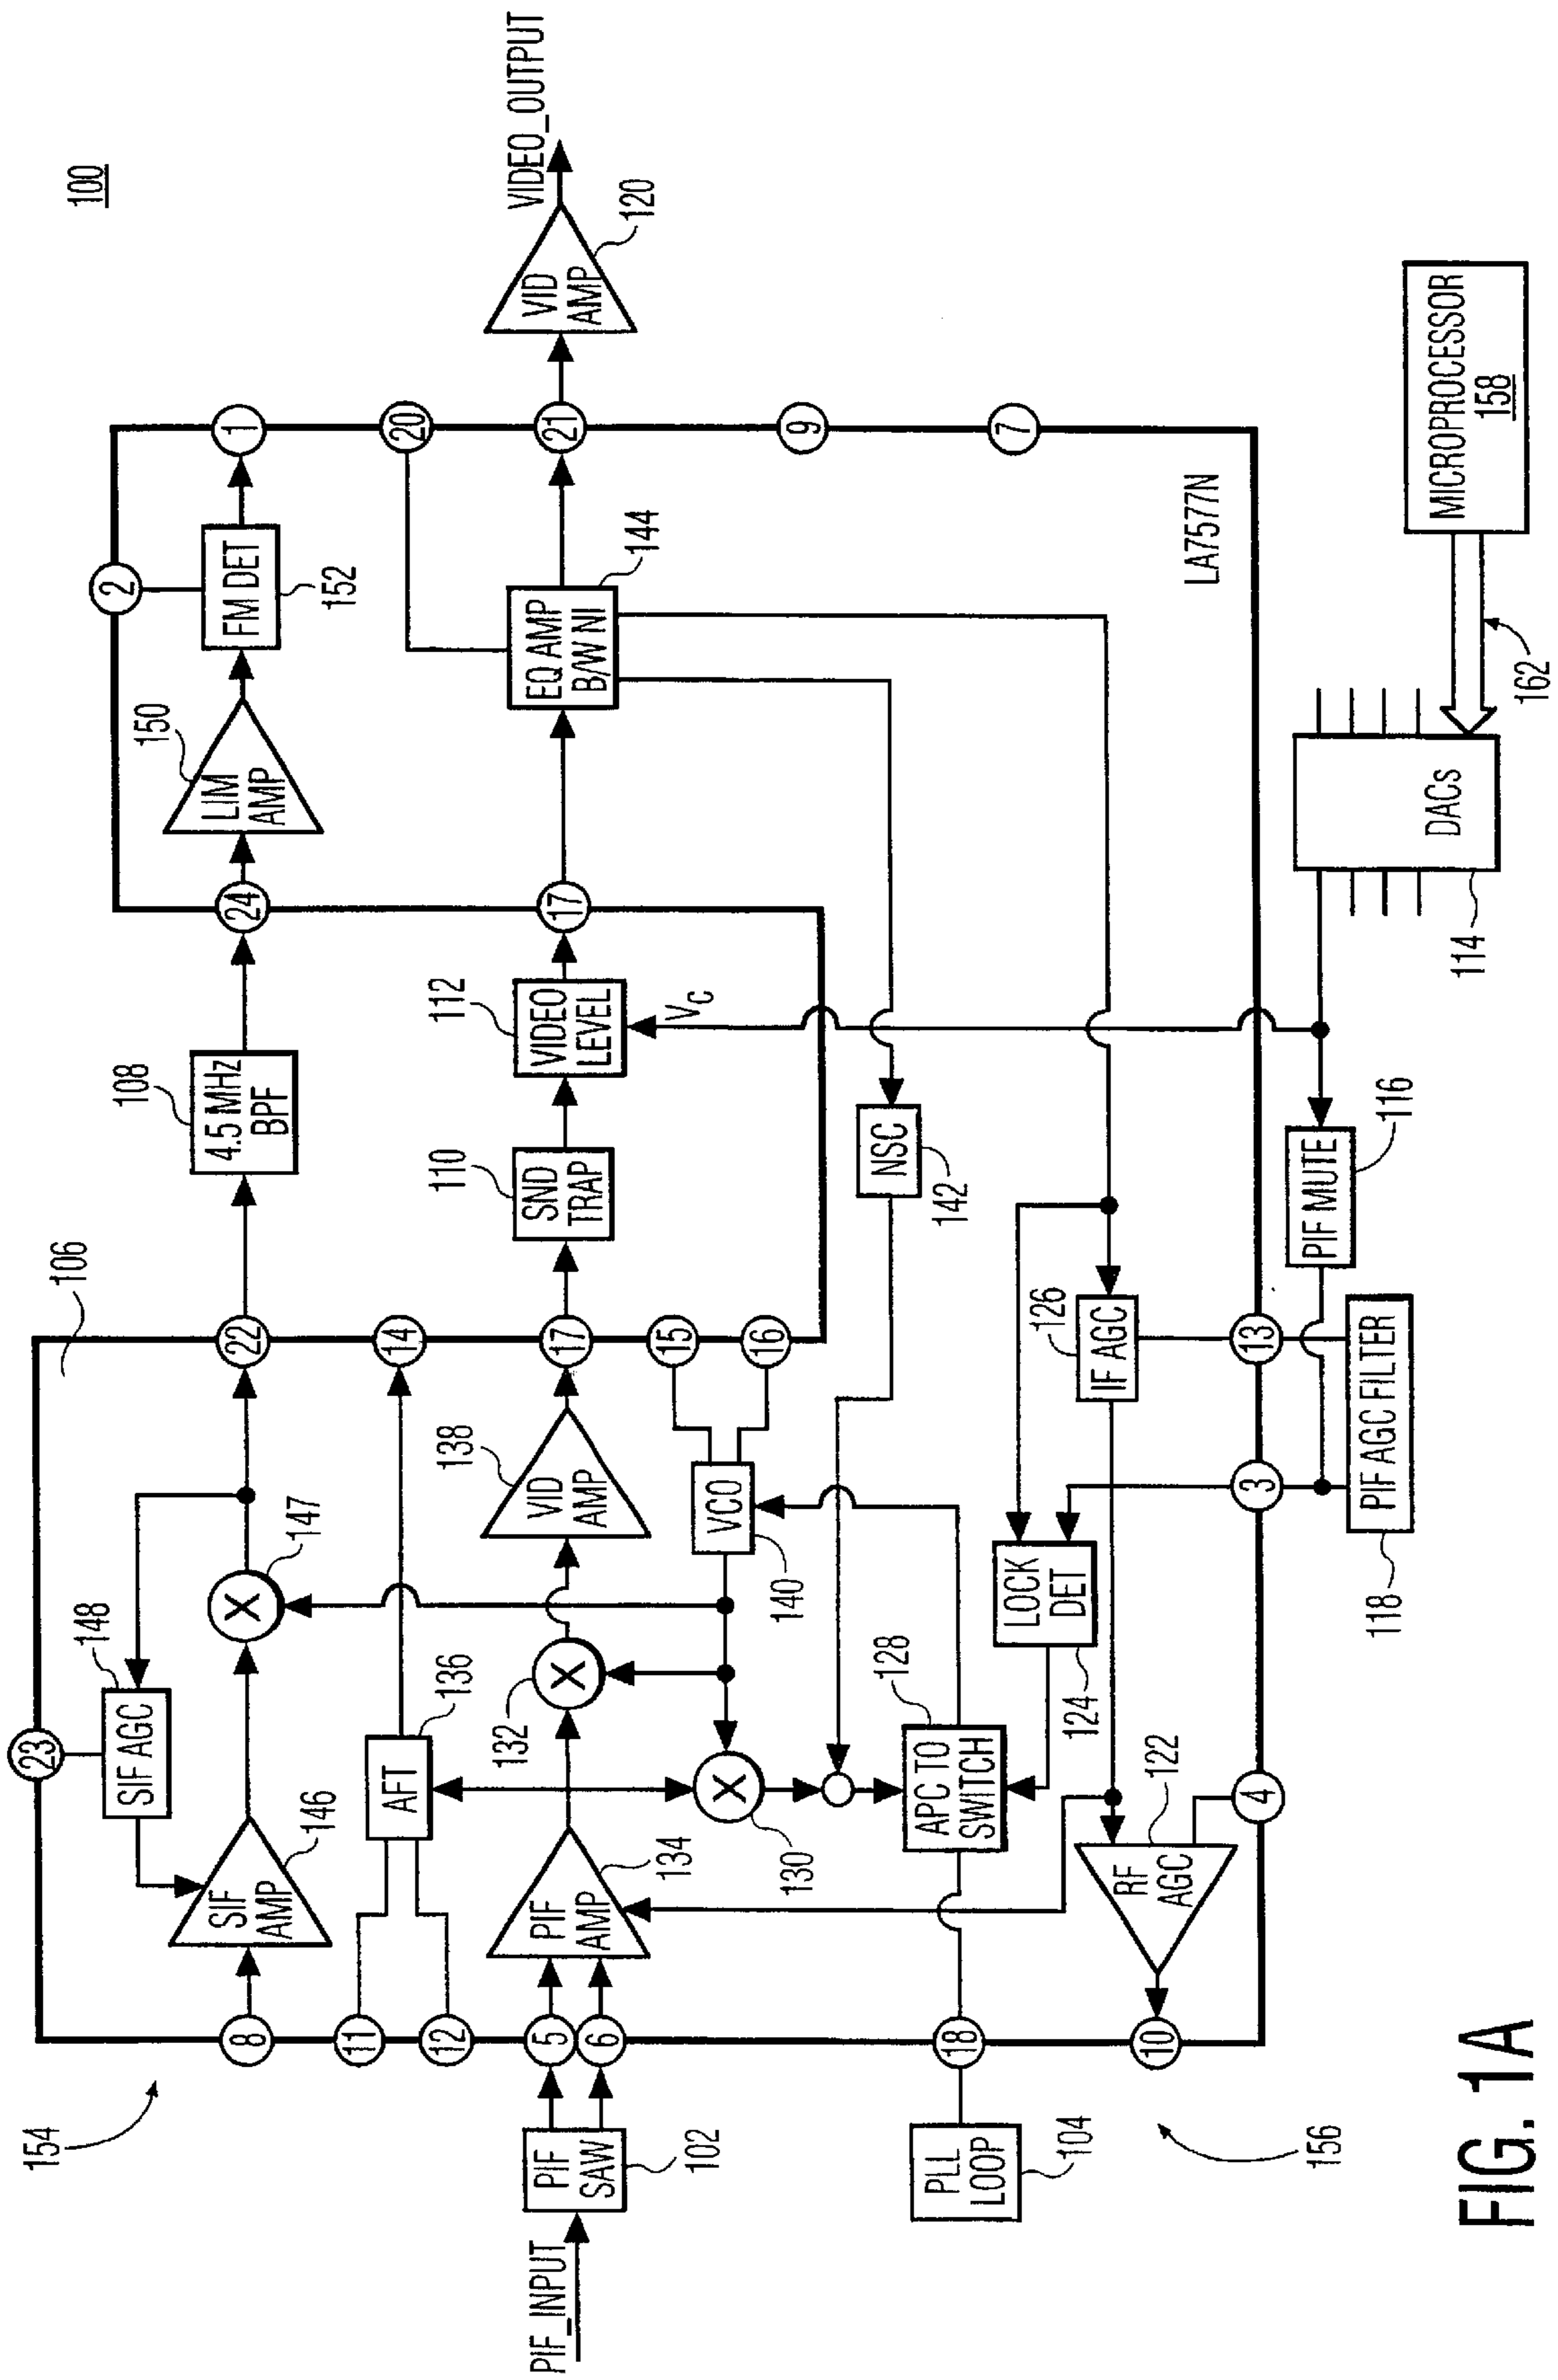 100
154
23
106
SIF AGC
148
8
SIF
AMP
146
X
147
22
108
4.5 MHz
BPF
24
LIM
AMP
150
2
FM DET
152
1
11
12
AFT
136
14
20
PIF_INPUT
PIF
SAW
102
5
6
PIF
AMP
134
X
132
VID
AMP
138
17
SND
TRAP
110
VIDEO
LEVEL
112
VC
17
EQ AMP
B/W NI
144
21
VID
AMP
120
VIDEO_OUTPUT
X
130
VCO
140
15
16
NSC
142
9
PLL
LOOP
104
18
APC TO
SWITCH
128
LOCK
DET
124
7
156
10
RF
AGC
122
IF AGC
126
LA7577N
4
3
13
PIF AGC FILTER
118
PIF MUTE
116
DACs
114
162
MICROPROCESSOR
158
FIG. 1A